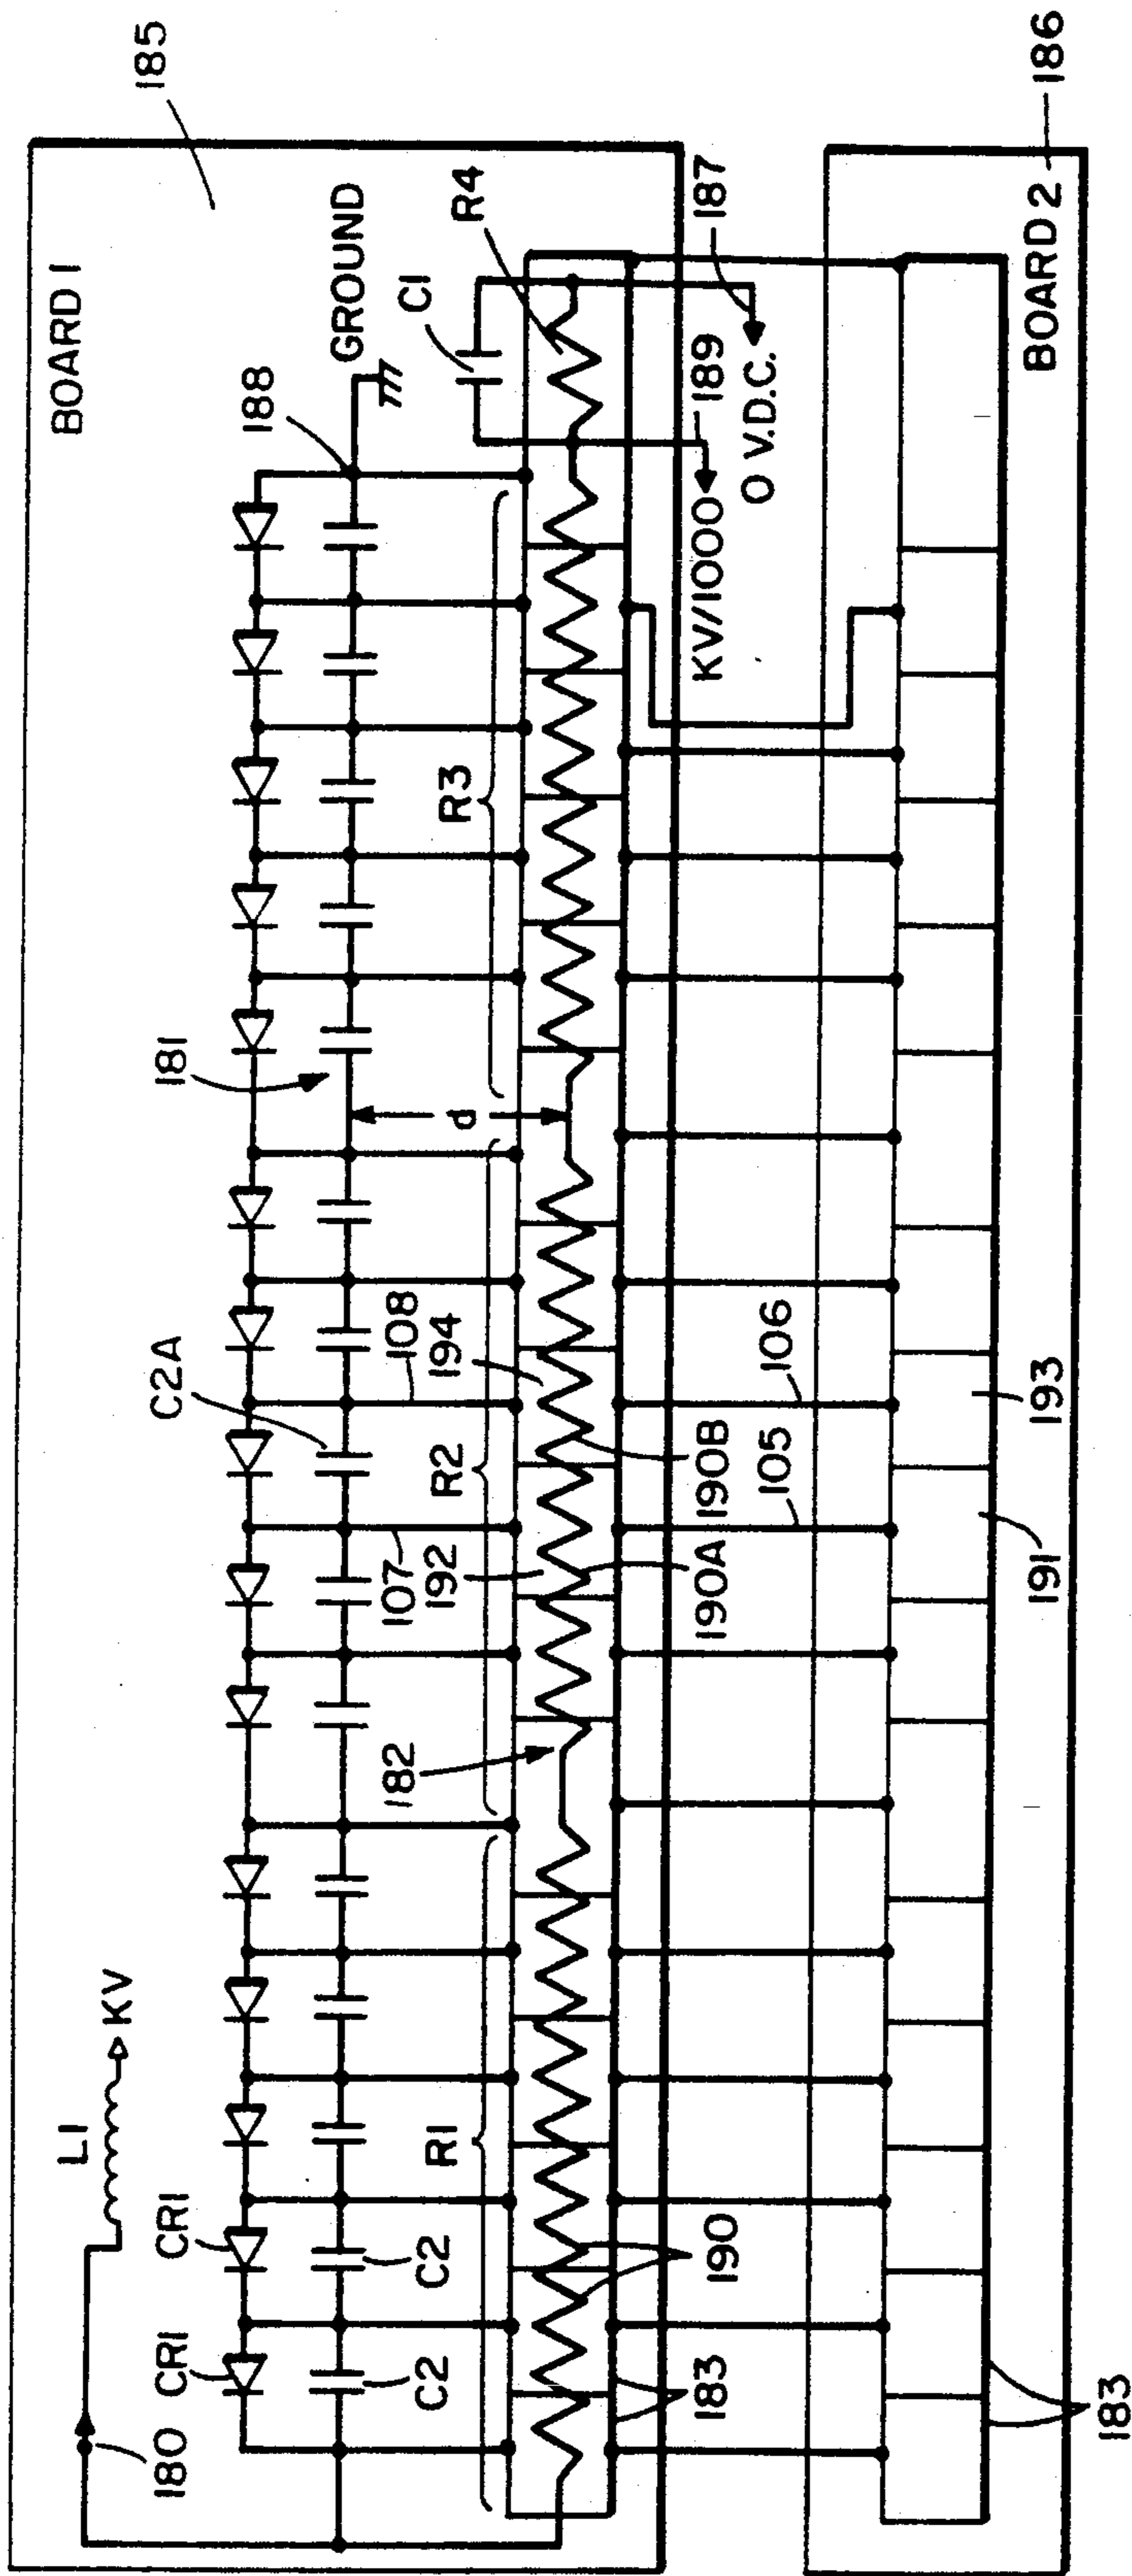 BOARD 1
185
GROUND
188
C1
R4
187
189
KV/1000
0 V.D.C.
R3
181
d
C2A
108
194
R2
107
192
190B
190A
106
105
182
193
191
L1
KV
CR1
CR1
C2
C2
R1
190
180
183
183
BOARD 2
186